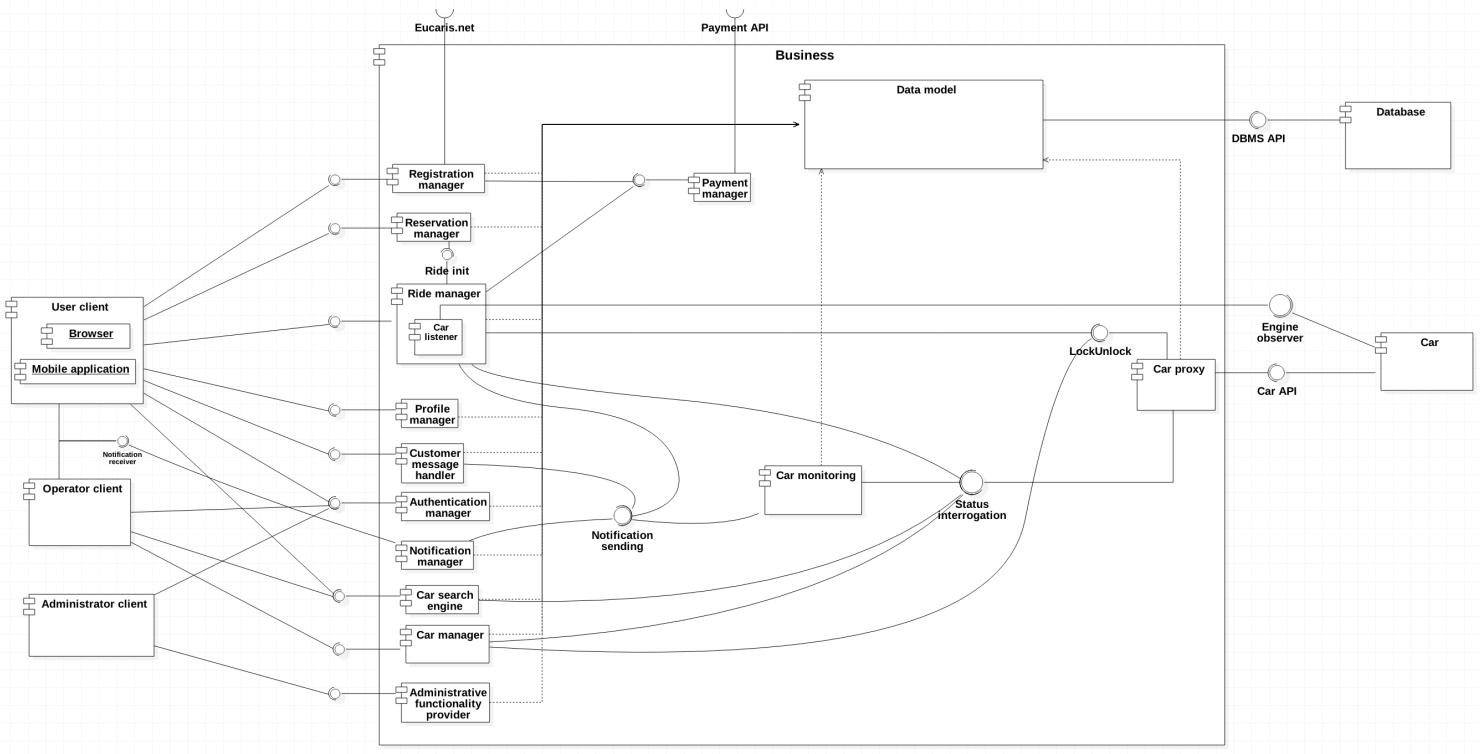 Eucaris.net
Payment API
Business
Data model
Database
DBMS API
Registration
manager
Payment
manager
Reservation
manager
Ride init
Ride manager
Car
listener
User client
Browser
Mobile application
Engine
observer
Car
LockUnlock
Car proxy
Car API
Profile
manager
Customer
message
handler
Notification
receiver
Car monitoring
Operator client
Authentication
manager
Status
interrogation
Notification
sending
Notification
manager
Car search
engine
Administrator client
Car manager
Administrative
functionality
provider